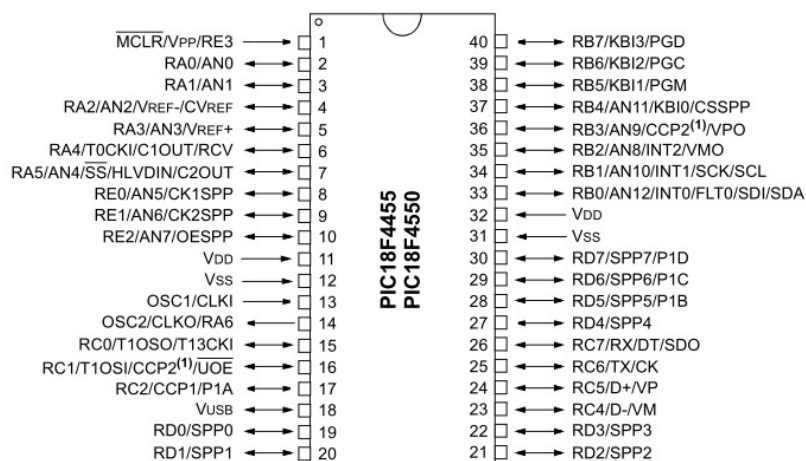 MCLR/VPP/RE3 1
RA0/AN0 2
RA1/AN1 3
RA2/AN2/VREF-/CVREF 4
RA3/AN3/VREF+ 5
RA4/T0CKI/C1OUT/RCV 6
RA5/AN4/SS/HLVDIN/C2OUT 7
RE0/AN5/CK1SPP 8
RE1/AN6/CK2SPP 9
RE2/AN7/OESPP 10
VDD 11
VSS 12
OSC1/CLKI 13
OSC2/CLKO/RA6 14
RC0/T1OSO/T13CKI 15
RC1/T1OSI/CCP2(1)/UOE 16
RC2/CCP1/P1A 17
VUSB 18
RD0/SPP0 19
RD1/SPP1 20
PIC18F4455
PIC18F4550
40 RB7/KBI3/PGD
39 RB6/KBI2/PGC
38 RB5/KBI1/PGM
37 RB4/AN11/KBI0/CSSPP
36 RB3/AN9/CCP2(1)/VPO
35 RB2/AN8/INT2/VMO
34 RB1/AN10/INT1/SCK/SCL
33 RB0/AN12/INT0/FLT0/SDI/SDA
32 VDD
31 VSS
30 RD7/SPP7/P1D
29 RD6/SPP6/P1C
28 RD5/SPP5/P1B
27 RD4/SPP4
26 RC7/RX/DT/SDO
25 RC6/TX/CK
24 RC5/D+/VP
23 RC4/D-/VM
22 RD3/SPP3
21 RD2/SPP2